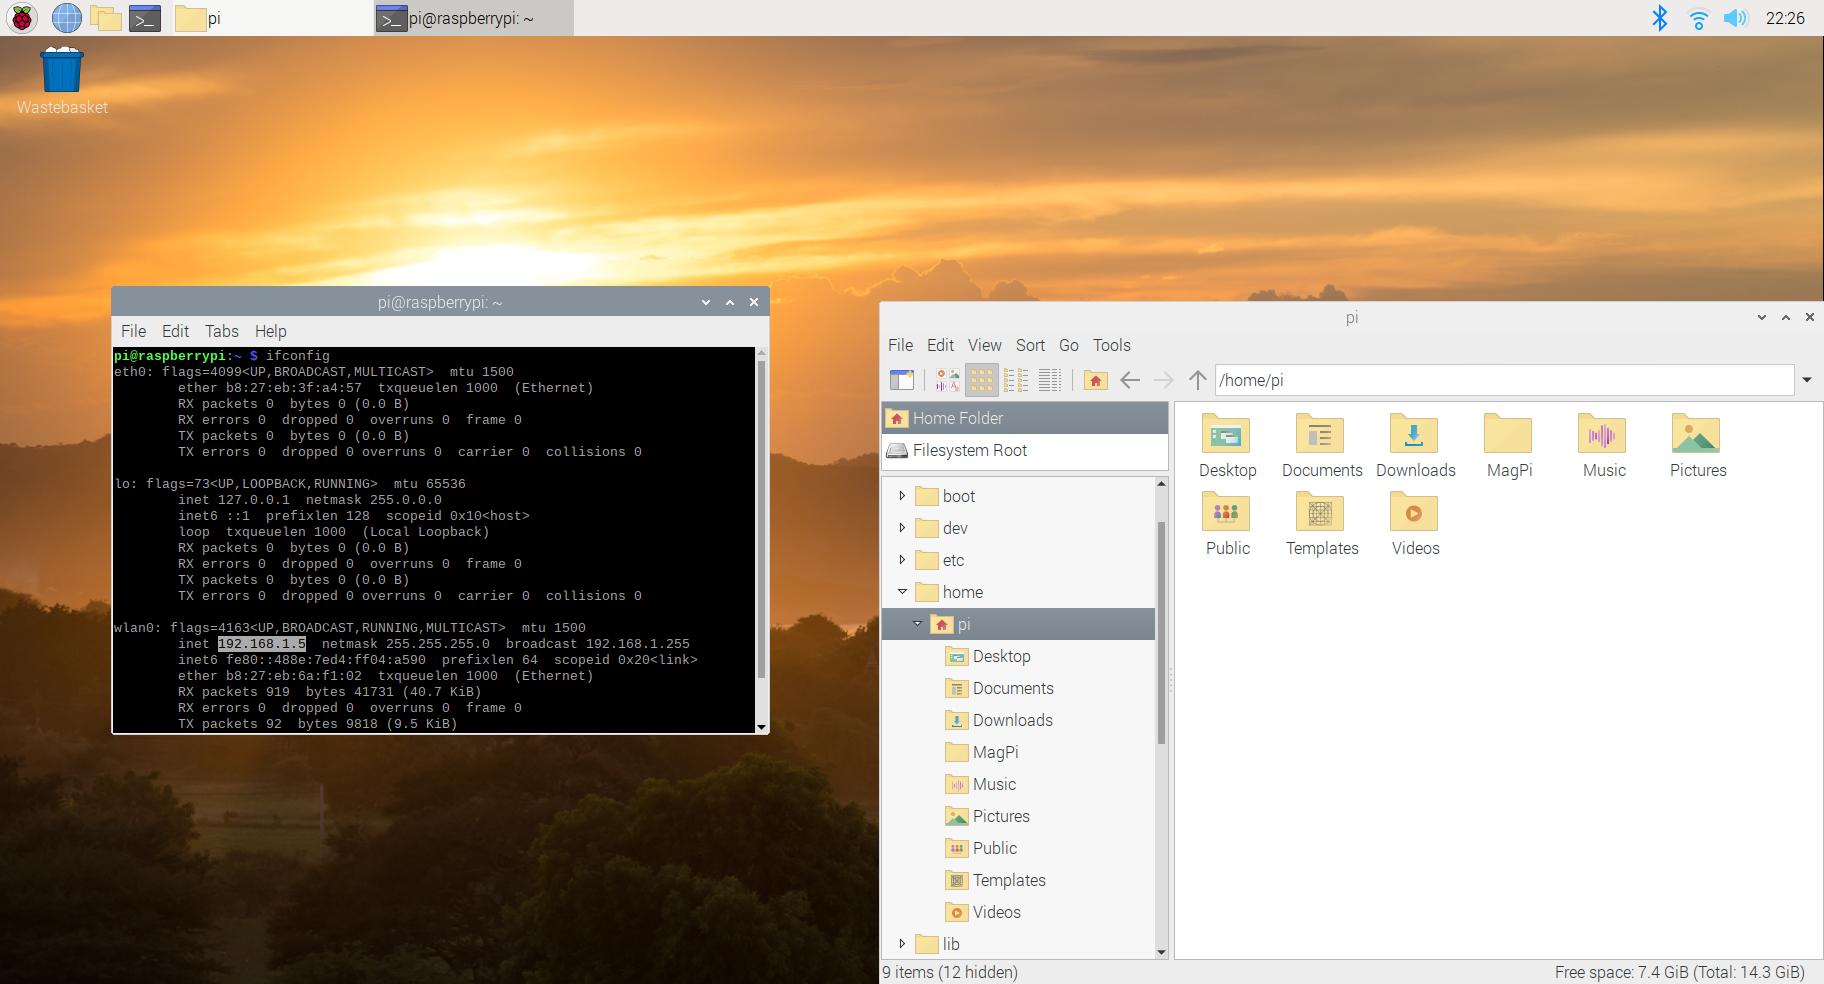 pi
pi@raspberrypi: ~
22:26
Wastebasket
pi@raspberrypi: ~
File Edit Tabs Help
pi@raspberrypi:~ $ ifconfig
eth0: flags=4099<UP,BROADCAST,MULTICAST>  mtu 1500
        ether b8:27:eb:3f:a4:57  txqueuelen 1000  (Ethernet)
        RX packets 0  bytes 0 (0.0 B)
        RX errors 0  dropped 0  overruns 0  frame 0
        TX packets 0  bytes 0 (0.0 B)
        TX errors 0  dropped 0 overruns 0  carrier 0  collisions 0
lo: flags=73<UP,LOOPBACK,RUNNING>  mtu 65536
        inet 127.0.0.1  netmask 255.0.0.0
        inet6 ::1  prefixlen 128  scopeid 0x10<host>
        loop  txqueuelen 1000  (Local Loopback)
        RX packets 0  bytes 0 (0.0 B)
        RX errors 0  dropped 0  overruns 0  frame 0
        TX packets 0  bytes 0 (0.0 B)
        TX errors 0  dropped 0 overruns 0  carrier 0  collisions 0
wlan0: flags=4163<UP,BROADCAST,RUNNING,MULTICAST>  mtu 1500
        inet 192.168.1.5  netmask 255.255.255.0  broadcast 192.168.1.255
        inet6 fe80::488e:7ed4:ff04:a590  prefixlen 64  scopeid 0x20<link>
        ether b8:27:eb:6a:f1:02  txqueuelen 1000  (Ethernet)
        RX packets 919  bytes 41731 (40.7 KiB)
        RX errors 0  dropped 0  overruns 0  frame 0
        TX packets 92  bytes 9818 (9.5 KiB)
pi
File Edit View Sort Go Tools
/home/pi
Home Folder
Filesystem Root
boot
dev
etc
home
pi
Desktop
Documents
Downloads
MagPi
Music
Pictures
Public
Templates
Videos
lib
Desktop Documents Downloads MagPi Music Pictures
Public Templates Videos
9 items (12 hidden)
Free space: 7.4 GiB (Total: 14.3 GiB)